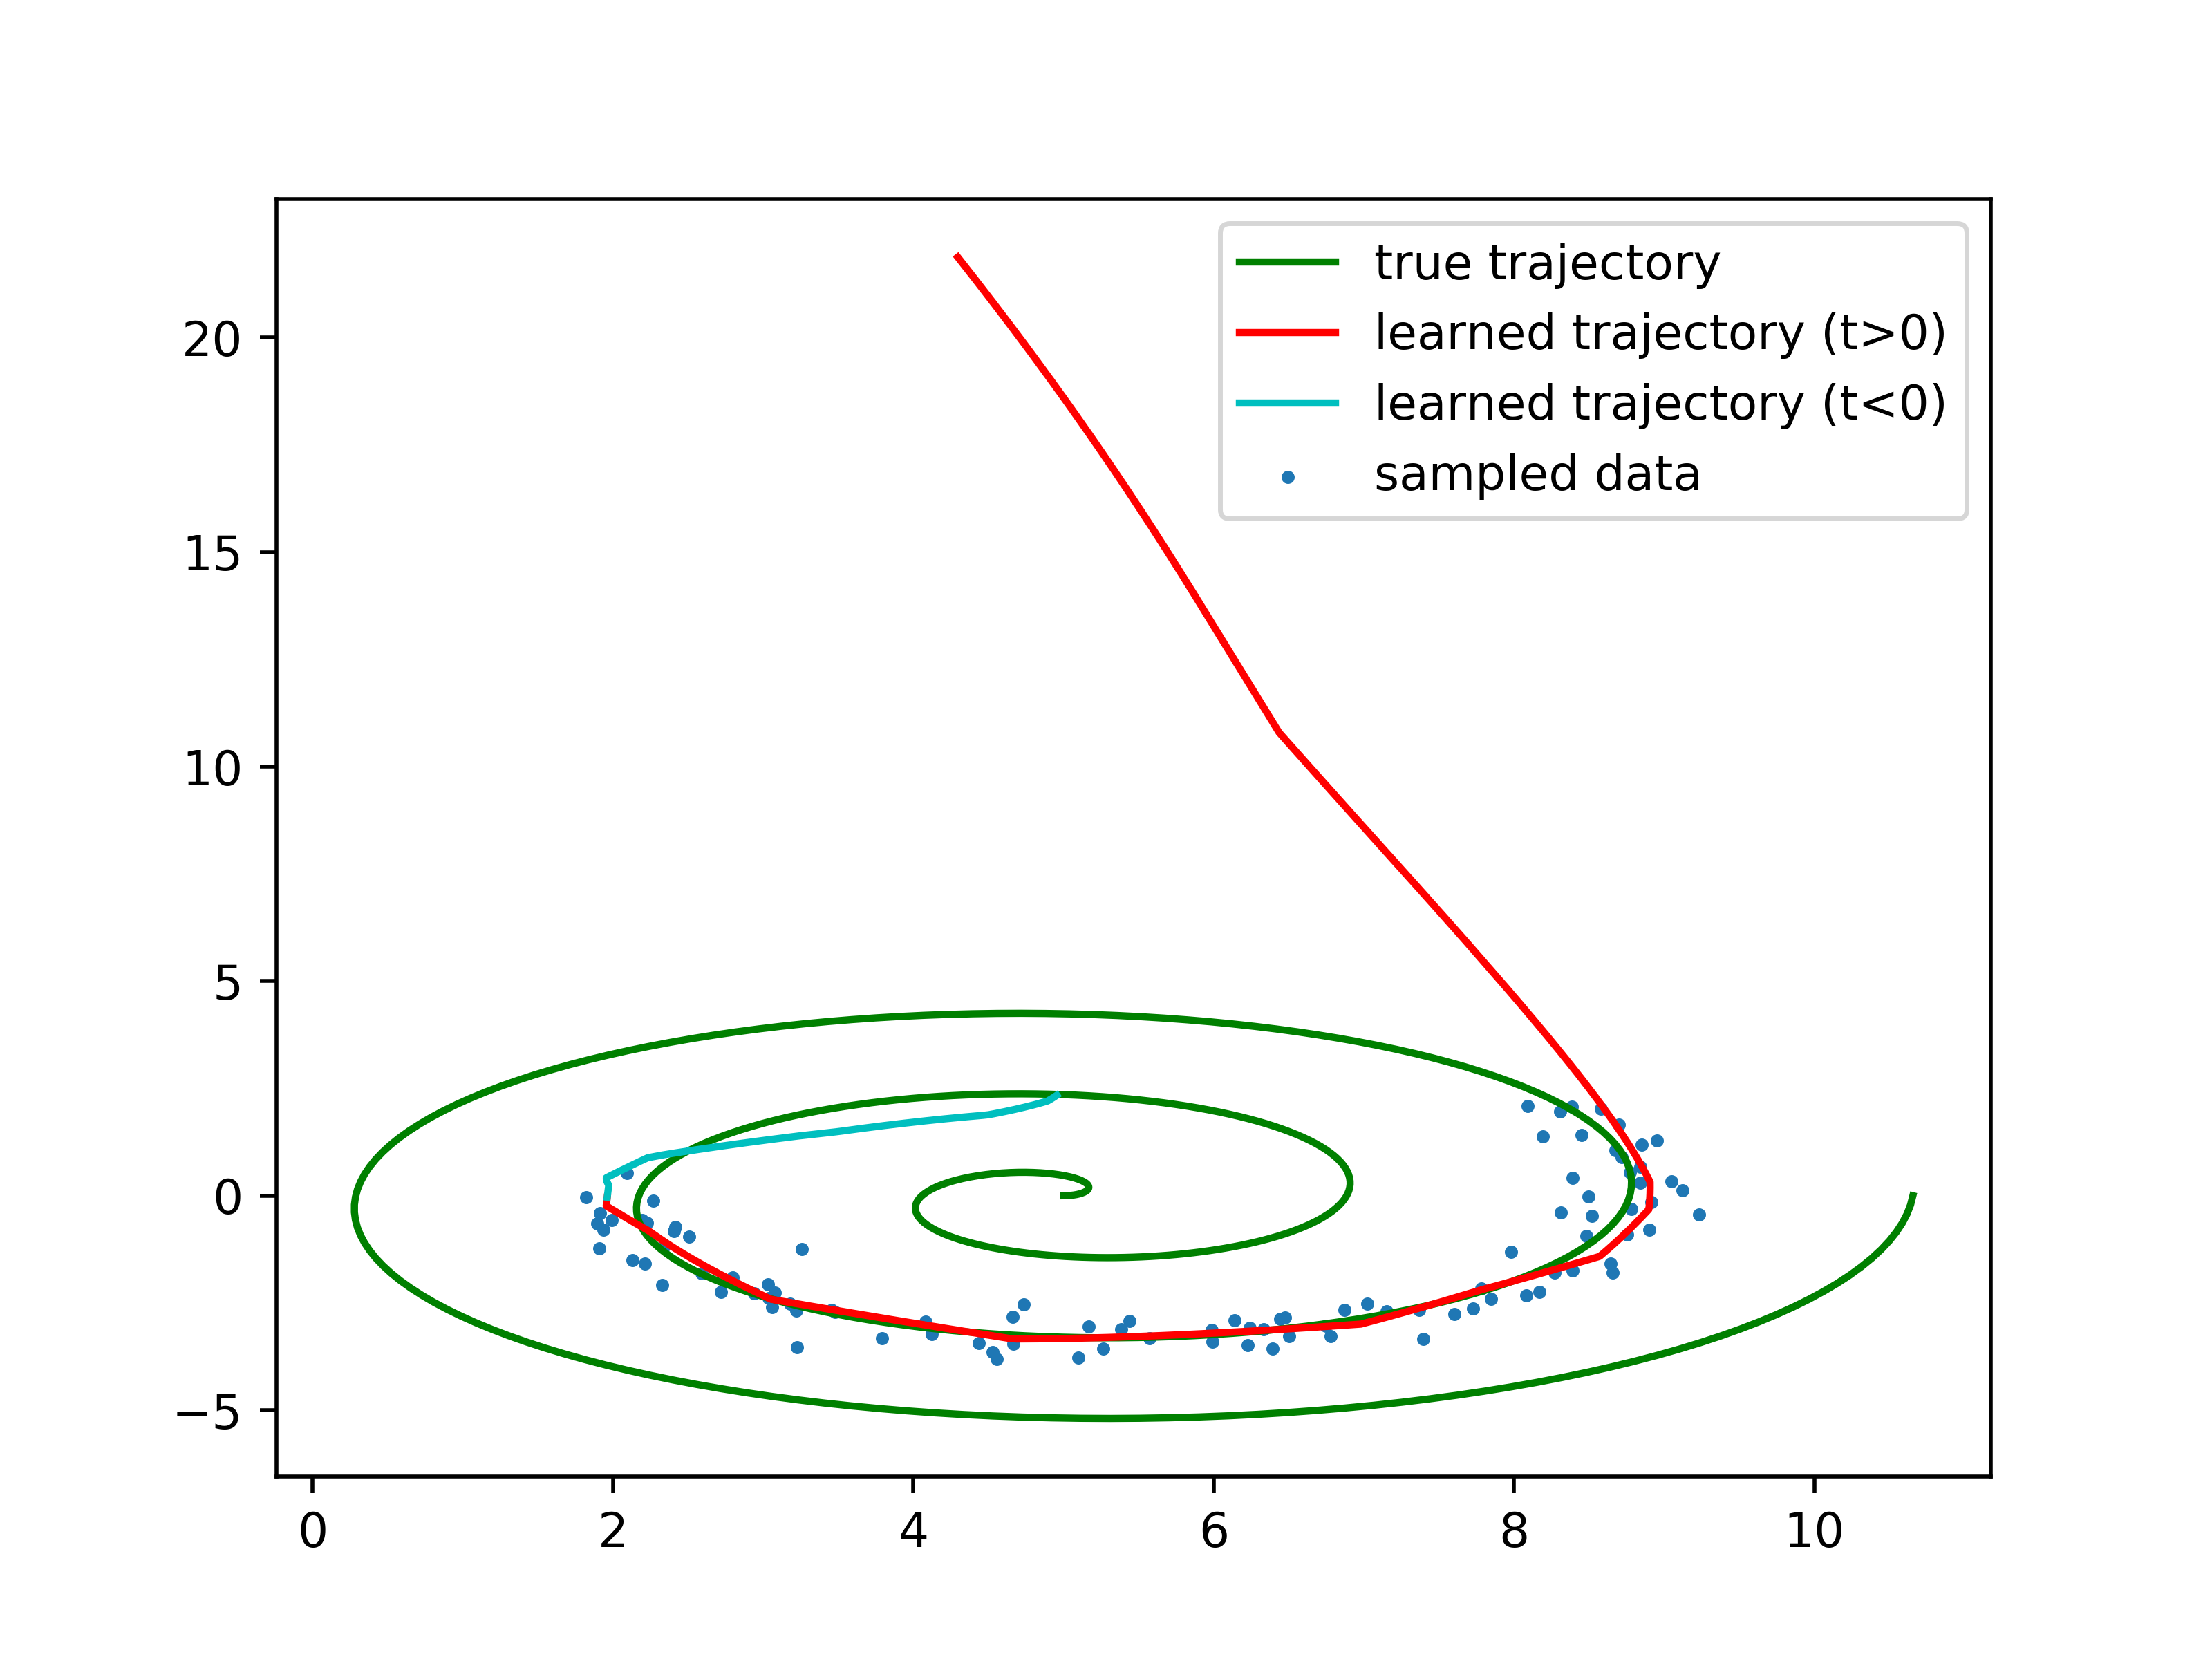 true trajectory
learned trajectory (t>0)
learned trajectory (t<0)
sampled data
20
15
10
5
0
−5
0 2 4 6 8 10